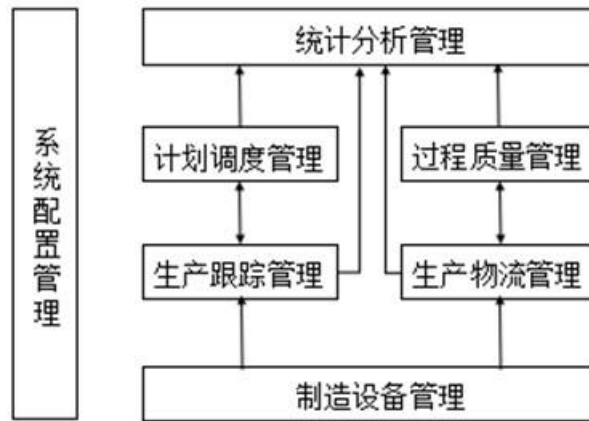 系统配置管理
统计分析管理
计划调度管理
过程质量管理
生产跟踪管理
生产物流管理
制造设备管理